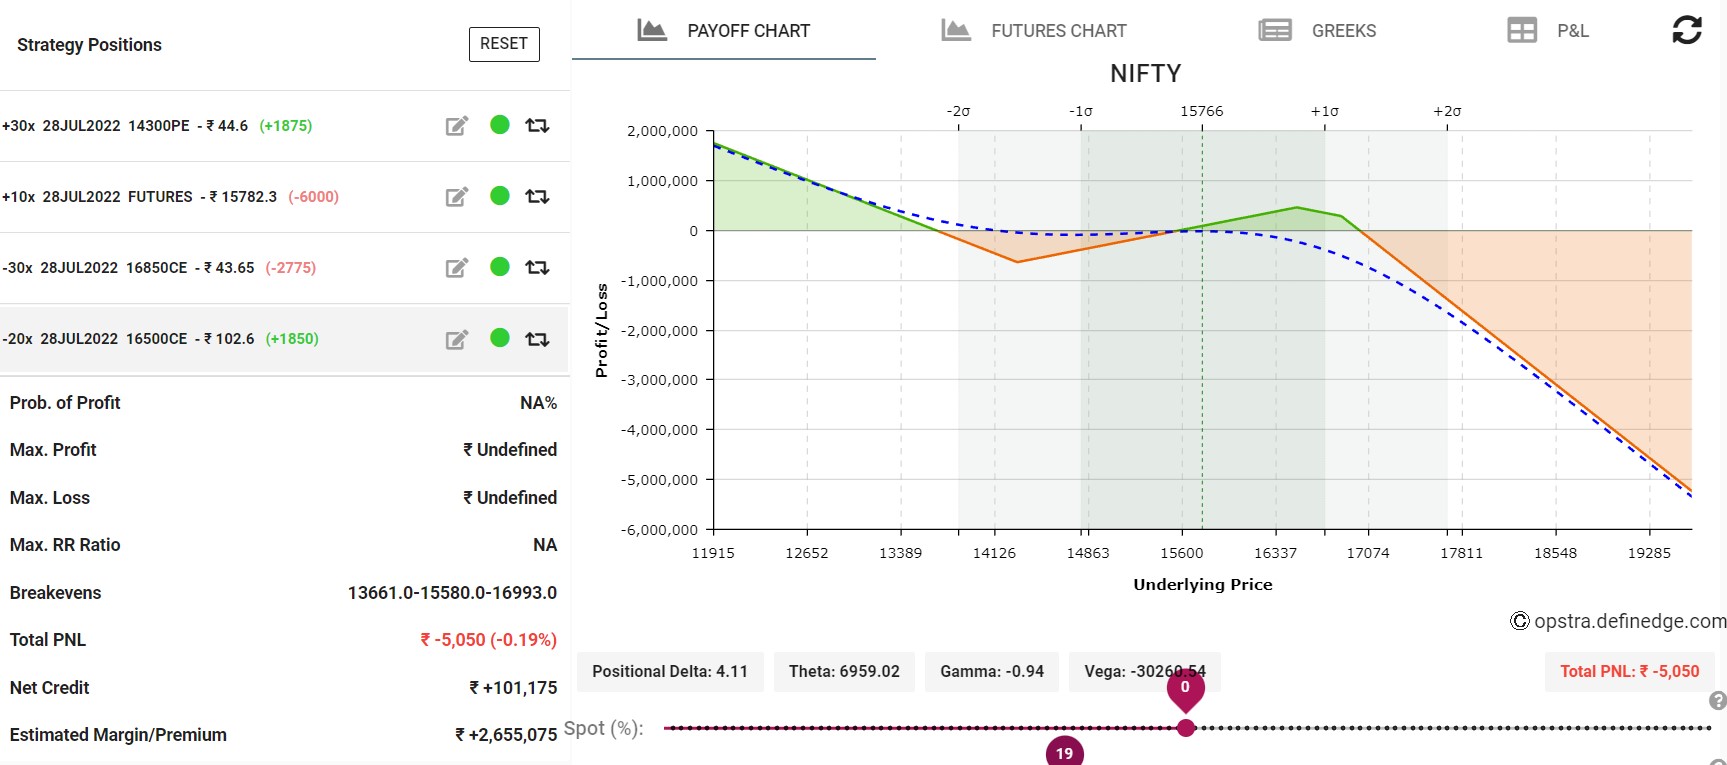 Strategy Positions
RESET
+30x 28JUL2022 14300PE - ₹ 44.6 (+1875)
+10x 28JUL2022 FUTURES - ₹ 15782.3 (-6000)
-30x 28JUL2022 16850CE - ₹ 43.65 (-2775)
-20x 28JUL2022 16500CE - ₹ 102.6 (+1850)
Prob. of Profit NA%
Max. Profit ₹ Undefined
Max. Loss ₹ Undefined
Max. RR Ratio NA
Breakevens 13661.0-15580.0-16993.0
Total PNL ₹ -5,050 (-0.19%)
Net Credit ₹ +101,175
Estimated Margin/Premium ₹ +2,655,075
PAYOFF CHART FUTURES CHART GREEKS P&L
NIFTY
-2σ -1σ 15766 +1σ +2σ
2,000,000
1,000,000
0
-1,000,000
-2,000,000
-3,000,000
-4,000,000
-5,000,000
-6,000,000
Profit/Loss
11915 12652 13389 14126 14863 15600 16337 17074 17811 18548 19285
Underlying Price
© opstra.definedge.com
Positional Delta: 4.11 Theta: 6959.02 Gamma: -0.94 Vega: -30260.54 Total PNL: ₹ -5,050
0
?
Spot (%):
19